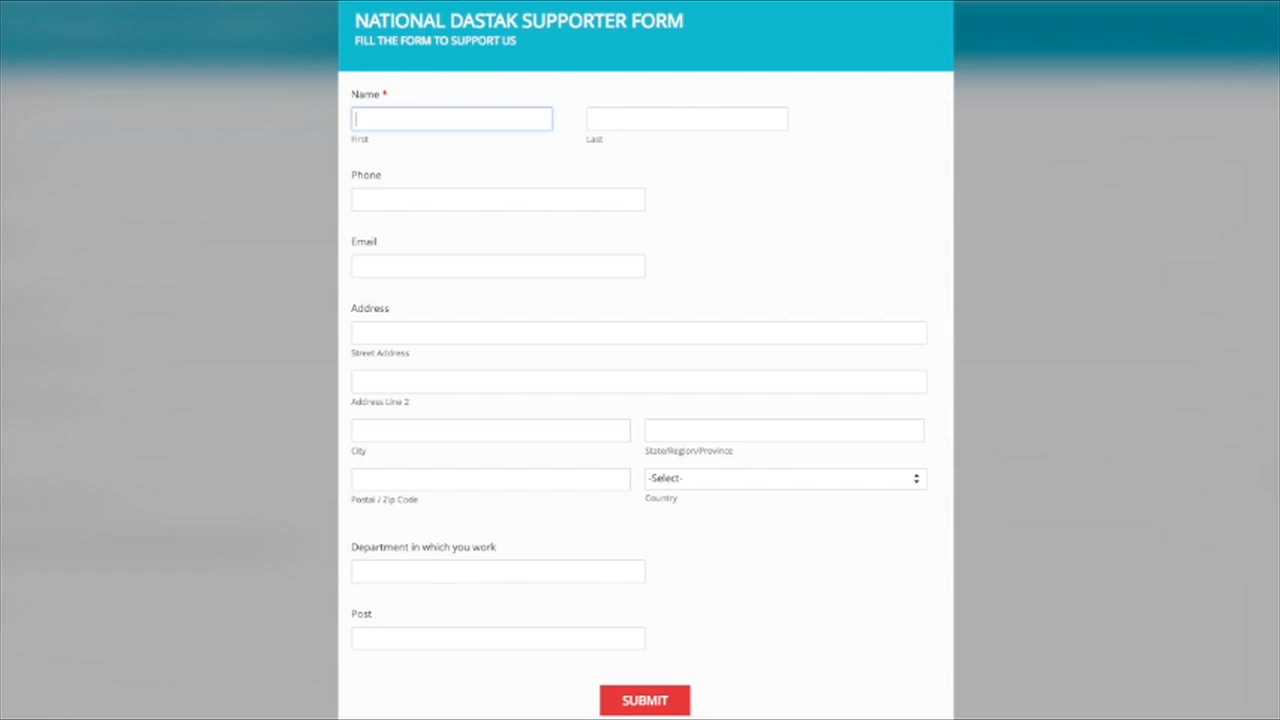 NATIONAL DASTAK SUPPORTER FORM
FILL THE FORM TO SUPPORT US
Name *
First Last
Phone
Email
Address
Street Address
Address Line 2
City State/Region/Province
-Select-
Postal / Zip Code Country
Department in which you work
Post
SUBMIT